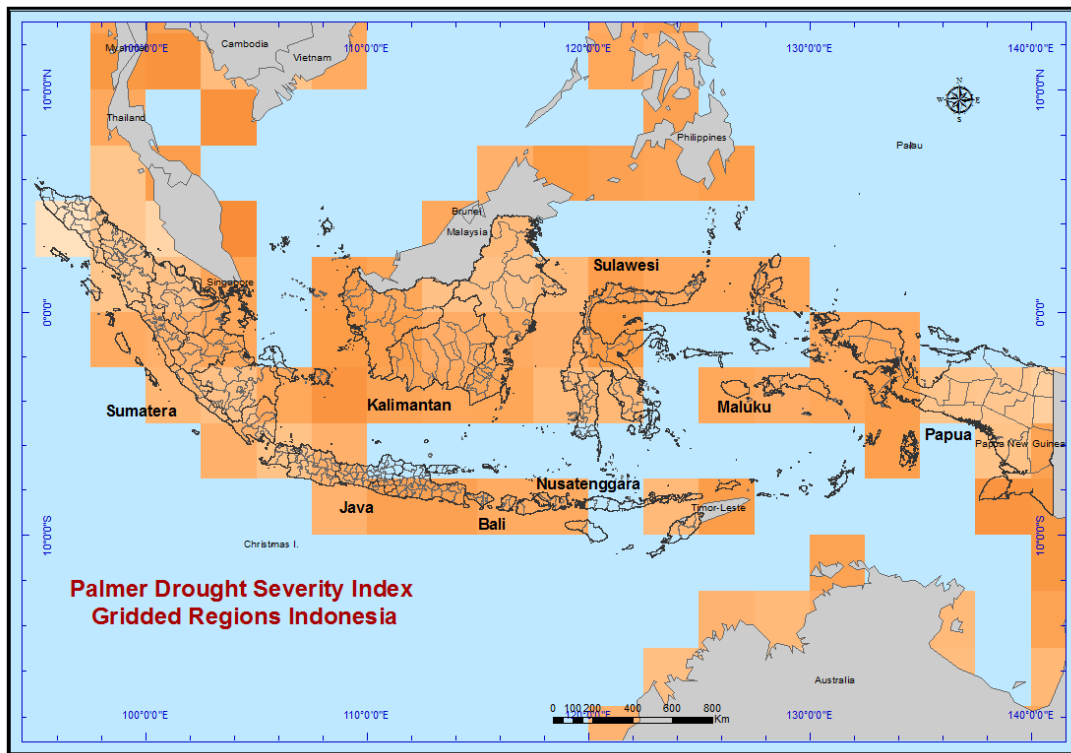 100°0'0"E 110°0'0"E 120°0'0"E 130°0'0"E 140°0'0"E
Myanmar
Cambodia
Vietnam
10°0'0"N
10°0'0"N
N
W E
S
Thailand
Philippines
Palau
Brunei
Malaysia
Sulawesi
Singapore
0°0'0"
0°0'0"
Sumatera
Kalimantan
Maluku
Papua
Papua New Guinea
Nusatenggara
Java
Bali
Timor-Leste
10°0'0"S
10°0'0"S
Christmas I.
Palmer Drought Severity Index
Gridded Regions Indonesia
Australia
0 100 200 400 600 800
Km
100°0'0"E 110°0'0"E 120°0'0"E 130°0'0"E 140°0'0"E